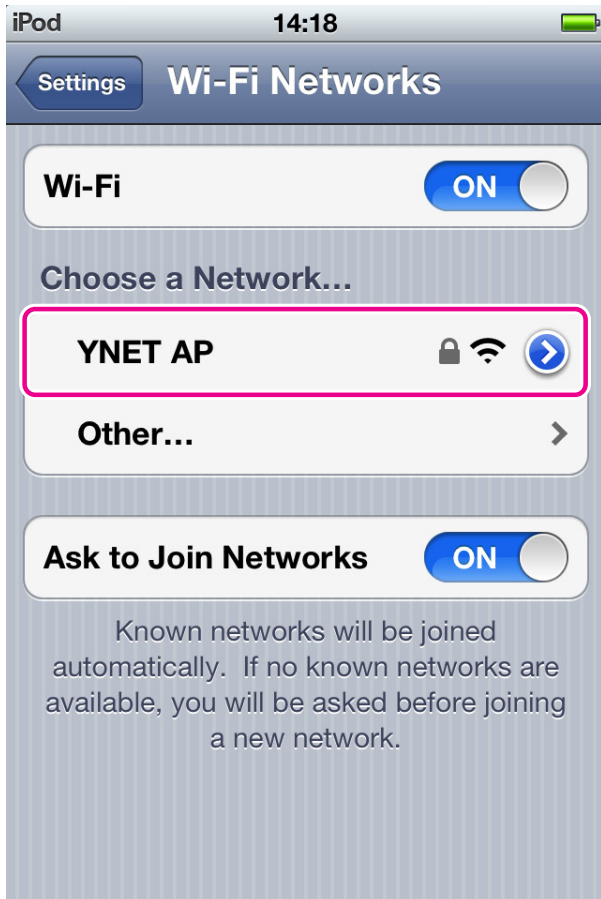 iPod 14:18
Settings Wi-Fi Networks
Wi-Fi ON
Choose a Network...
YNET AP
Other...
Ask to Join Networks ON
Known networks will be joined
automatically. If no known networks are
available, you will be asked before joining
a new network.